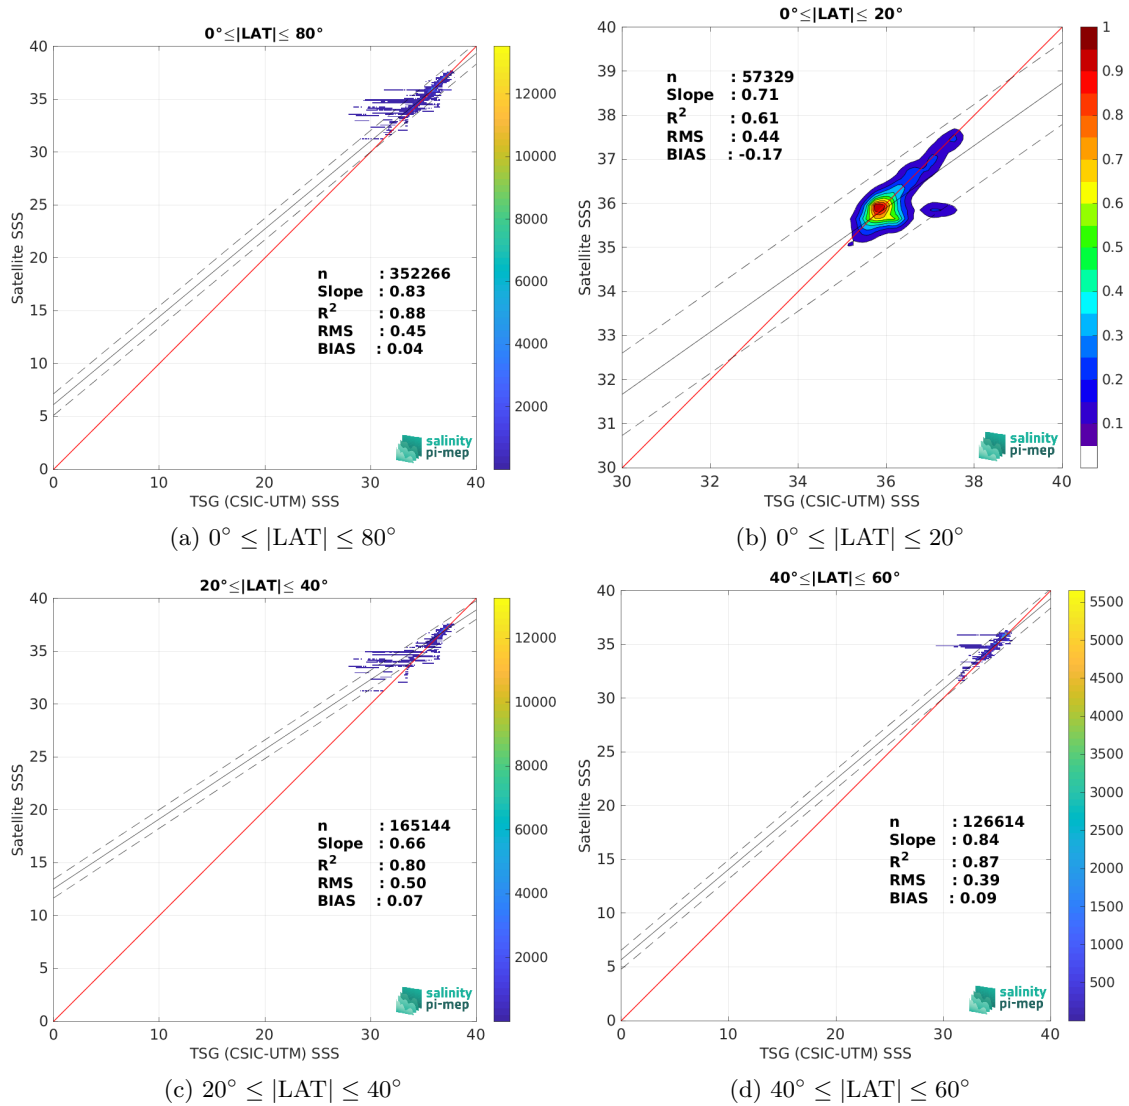 0°≤|LAT|≤ 80°
Satellite SSS
40
35
30
25
20
15
10
5
0
n : 352266
Slope : 0.83
R² : 0.88
RMS : 0.45
BIAS : 0.04
salinity
pi-mep
0 10 20 30 40
TSG (CSIC-UTM) SSS
12000
10000
8000
6000
4000
2000
(a) 0° ≤ |LAT| ≤ 80°
0°≤|LAT|≤ 20°
Satellite SSS
40
39
38
37
36
35
34
33
32
31
30
n : 57329
Slope : 0.71
R² : 0.61
RMS : 0.44
BIAS : -0.17
salinity
pi-mep
30 32 34 36 38 40
TSG (CSIC-UTM) SSS
1
0.9
0.8
0.7
0.6
0.5
0.4
0.3
0.2
0.1
(b) 0° ≤ |LAT| ≤ 20°
20°≤|LAT|≤ 40°
Satellite SSS
40
35
30
25
20
15
10
5
0
n : 165144
Slope : 0.66
R² : 0.80
RMS : 0.50
BIAS : 0.07
salinity
pi-mep
0 10 20 30 40
TSG (CSIC-UTM) SSS
12000
10000
8000
6000
4000
2000
(c) 20° ≤ |LAT| ≤ 40°
40°≤|LAT|≤ 60°
Satellite SSS
40
35
30
25
20
15
10
5
0
n : 126614
Slope : 0.84
R² : 0.87
RMS : 0.39
BIAS : 0.09
salinity
pi-mep
0 10 20 30 40
TSG (CSIC-UTM) SSS
5500
5000
4500
4000
3500
3000
2500
2000
1500
1000
500
(d) 40° ≤ |LAT| ≤ 60°